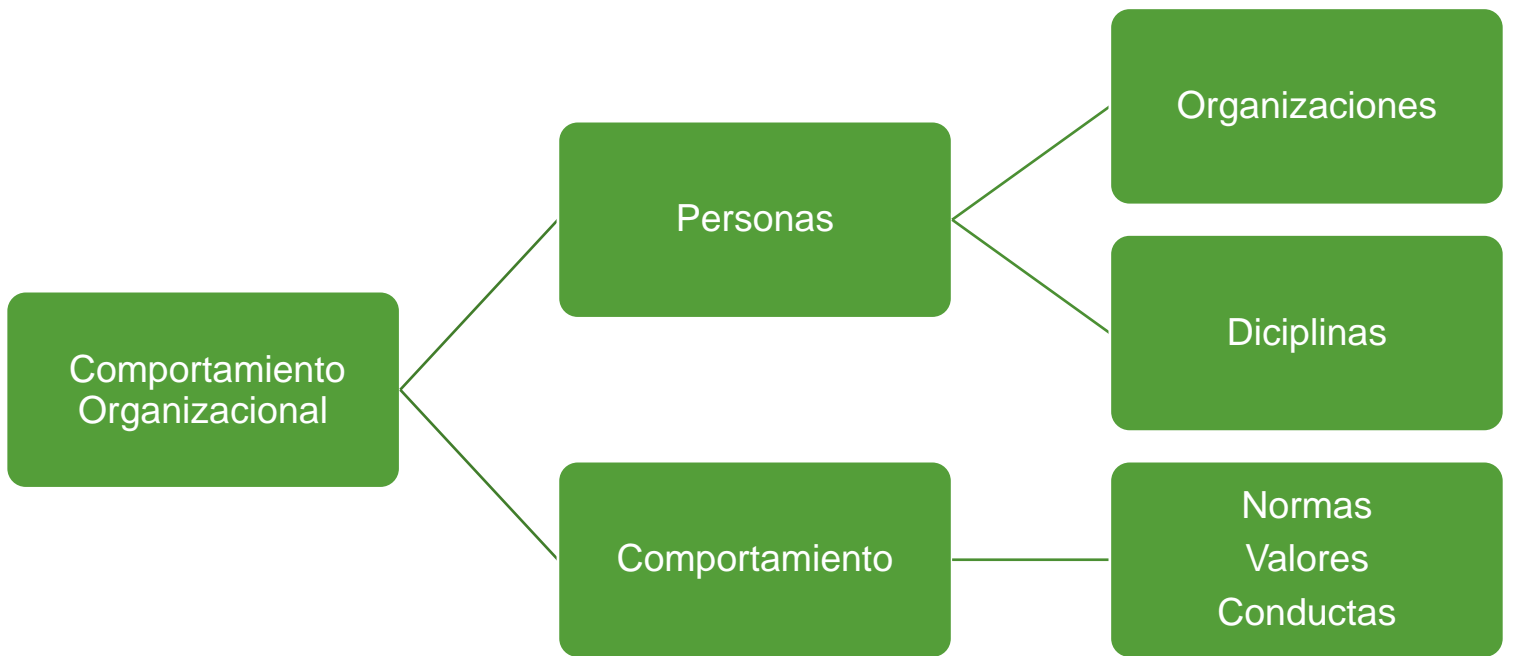 Comportamiento
Organizacional
Personas
Organizaciones
Diciplinas
Comportamiento
Normas
Valores
Conductas